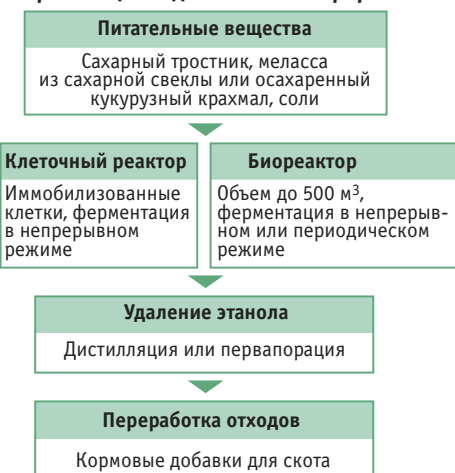 Питательные вещества
Сахарный тростник, меласса
из сахарной свеклы или осахаренный
кукурузный крахмал, соли
Клеточный реактор
Иммобилизованные
клетки, ферментация
в непрерывном
режиме
Биореактор
Объем до 500 м³,
ферментация в непрерыв-
ном или периодическом
режиме
Удаление этанола
Дистилляция или первапорация
Переработка отходов
Кормовые добавки для скота